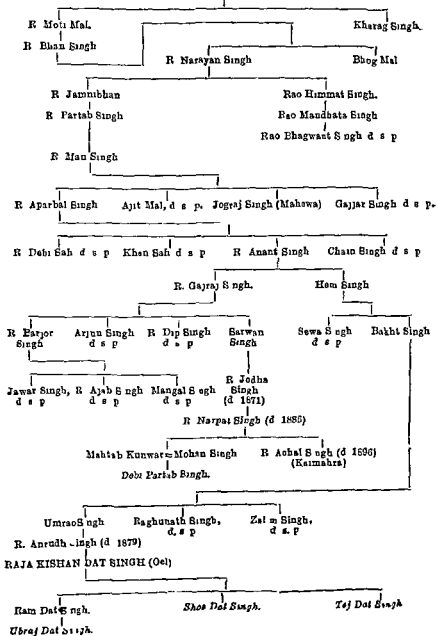 R Moti Mal. Kharag Singh.
R Bhan Singh
R Narayan Singh Bhog Mal
R Jamnibhan Rao Himmat Singh.
R Partab Singh Rao Mandhata Singh
Rao Bhagwant Singh d s p
R Man Singh
R Aparbal Singh Ajit Mal, d s p. Jograj Singh (Mahewa) Gajjar Singh d s p.
R Debi Sah d s p Khan Sah d s p R Anant Singh Chain Singh d s p
R. Gajraj Singh. Hem Singh
R Barjor Arjun Singh R Dip Singh Sarwan Sewa Singh Bakht Singh
Singh d s p d s p Singh d s p
Jawar Singh, R Ajab Singh Mangal Singh R Jodha
d s p d s p d s p Singh
(d 1871)
R Narpat Singh (d 1886)
Mahtab Kunwar=Mohan Singh R Achal Singh (d 1896)
(Kaimahra)
Debi Partab Singh.
Umrao Singh Raghunath Singh, Zalim Singh,
d. s p d s. p
R. Anrudh Singh (d 1879)
RAJA KISHAN DAT SINGH (Oel)
Ram Dat Singh. Sheo Dat Singh. Tej Dat Singh
Ubraj Dat Singh.